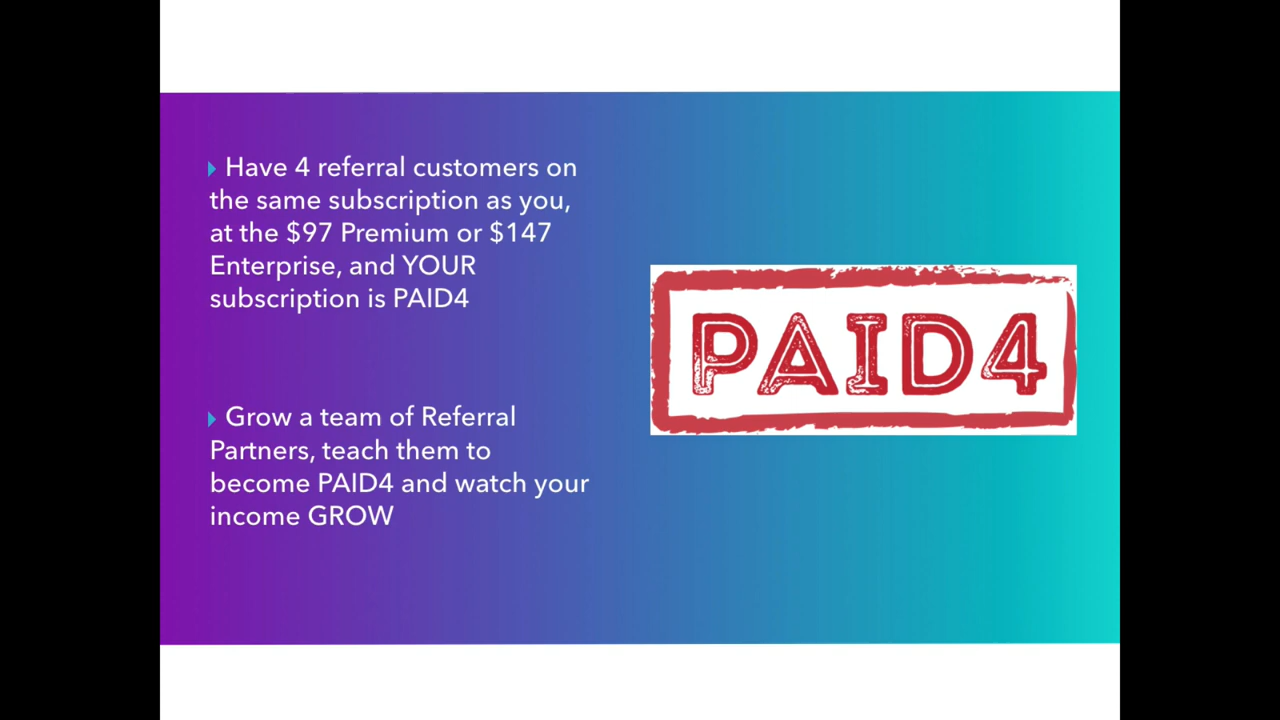 Have 4 referral customers on
the same subscription as you,
at the $97 Premium or $147
Enterprise, and YOUR
subscription is PAID4
PAID4
Grow a team of Referral
Partners, teach them to
become PAID4 and watch your
income GROW